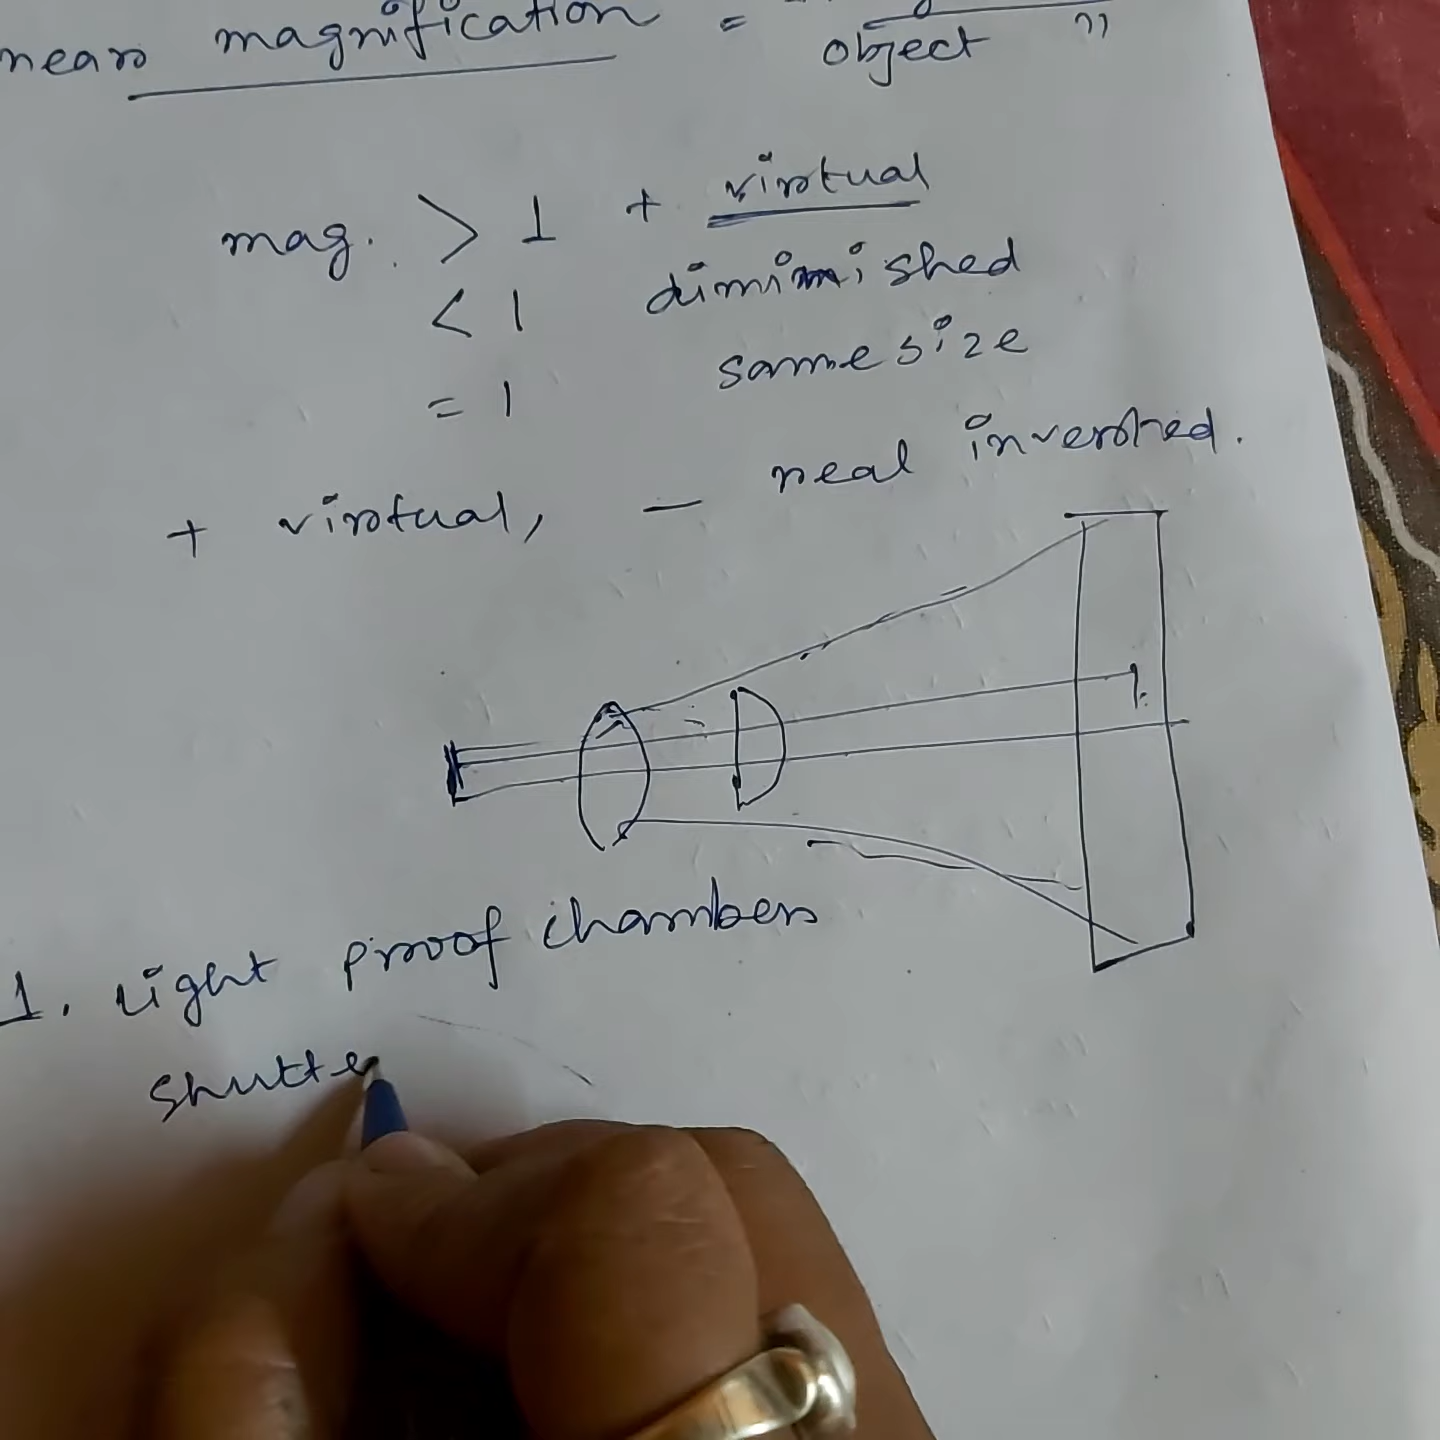 near magnification =
object "
mag. > 1 + virtual
< 1 diminished
= 1 same size
+ virtual, — real inverted.
1. Light proof chamber
shutte